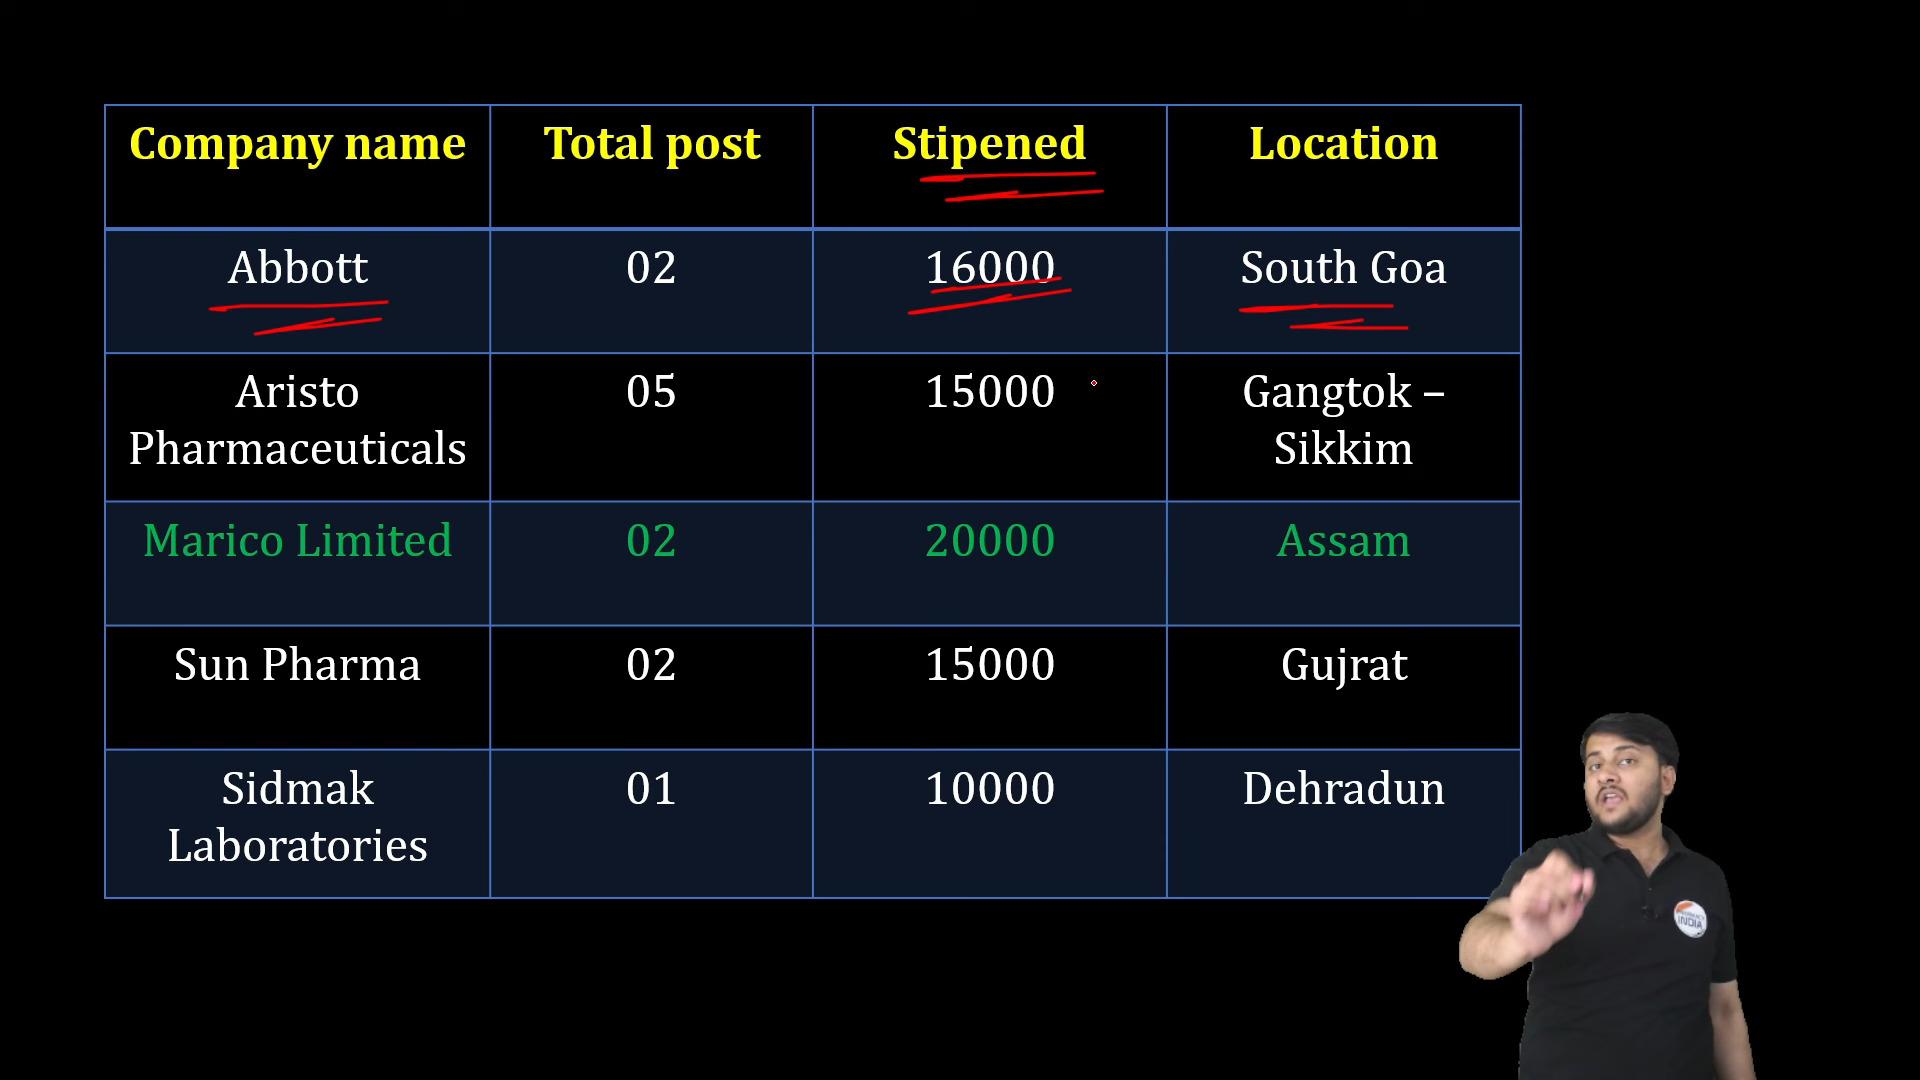 Company name Total post Stipened Location
Abbott 02 16000 South Goa
Aristo 05 15000 Gangtok –
Pharmaceuticals Sikkim
Marico Limited 02 20000 Assam
Sun Pharma 02 15000 Gujrat
Sidmak 01 10000 Dehradun
Laboratories
INDIA